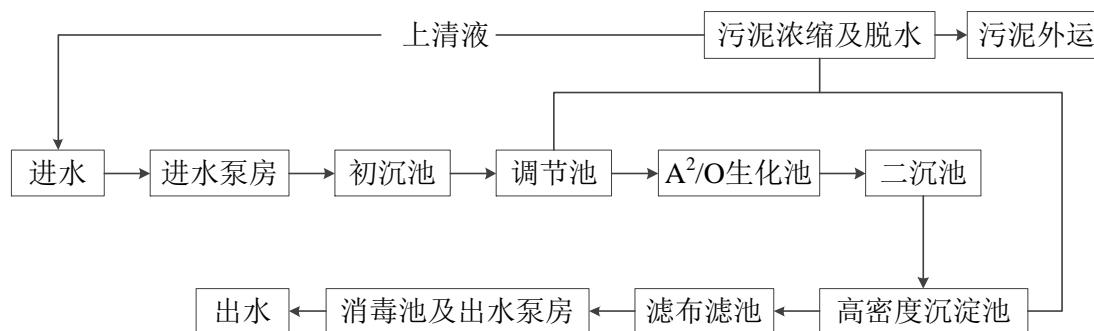 上清液 污泥浓缩及脱水 污泥外运
进水 进水泵房 初沉池 调节池 A²/O生化池 二沉池
出水 消毒池及出水泵房 滤布滤池 高密度沉淀池